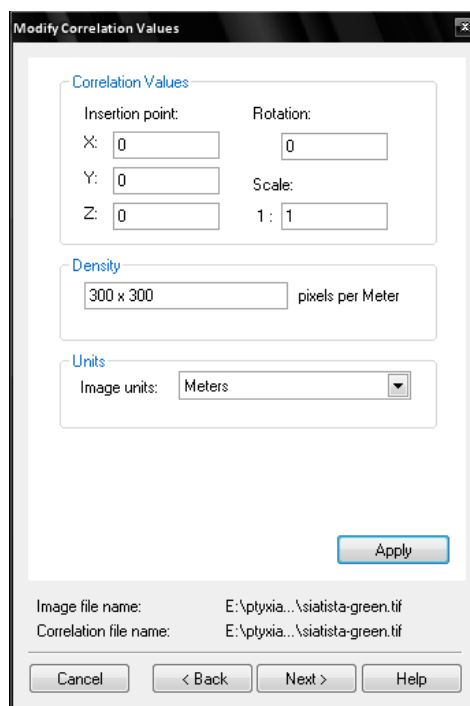 Modify Correlation Values
Correlation Values
Insertion point: Rotation:
X: 0 0
Y: 0 Scale:
Z: 0 1 : 1
Density
300 x 300 pixels per Meter
Units
Image units: Meters
Apply
Image file name: E:\ptyxia...\siatista-green.tif
Correlation file name: E:\ptyxia...\siatista-green.tif
Cancel < Back Next > Help